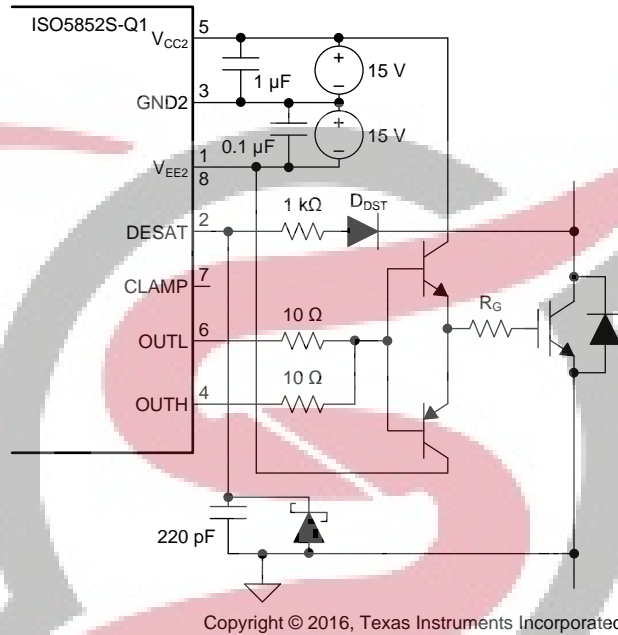 ISO5852S-Q1
VCC2
5
15 V
1 µF
GND2
3
15 V
0.1 µF
VEE2
1
8
1 kΩ
DDST
DESAT
2
CLAMP
7
RG
10 Ω
OUTL
6
10 Ω
OUTH
4
220 pF
+
−
+
−
Copyright © 2016, Texas Instruments Incorporated